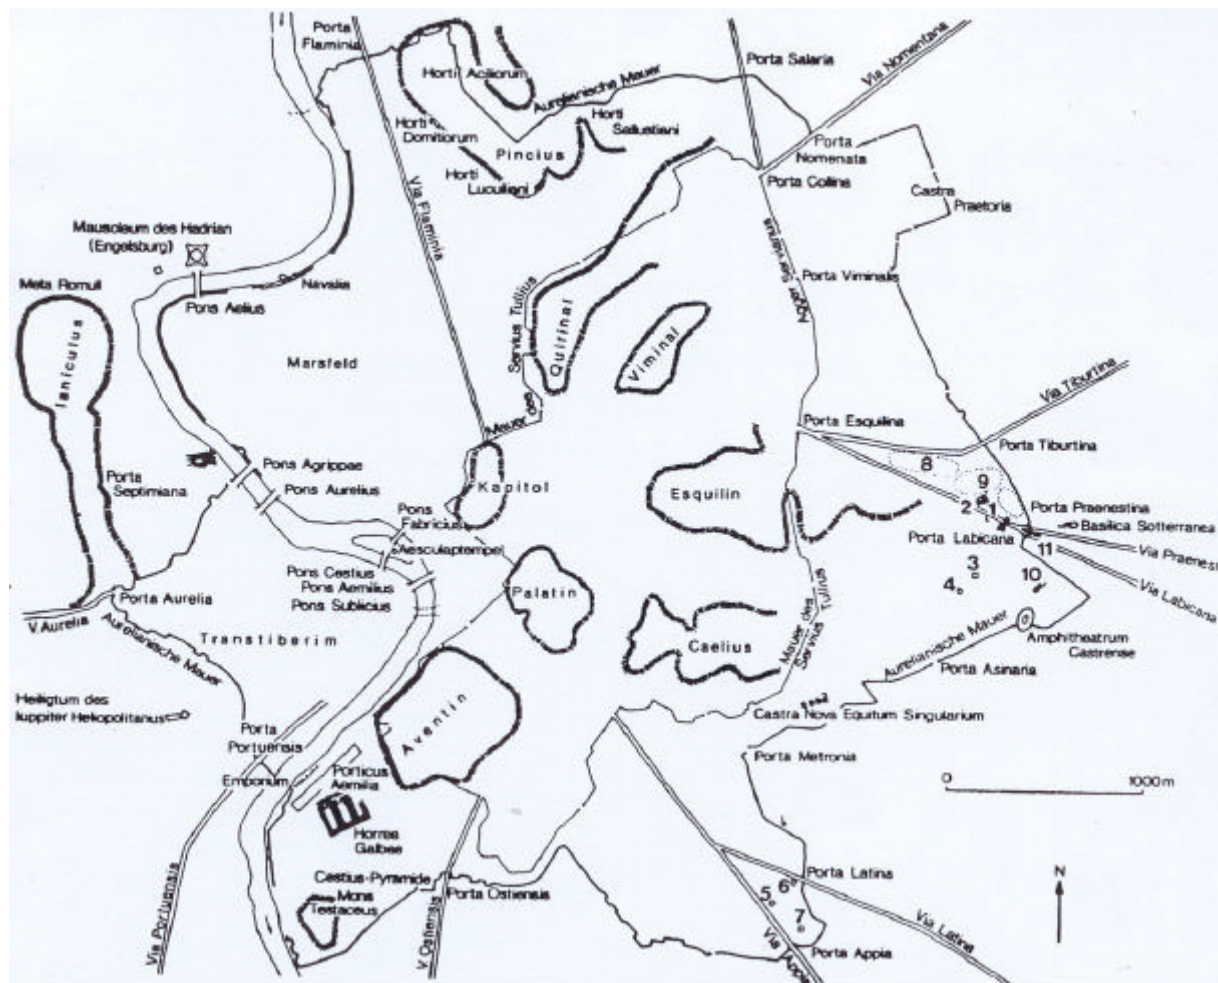 Porta
Flaminia
Horti Aciliorum
Aurelianische Mauer
Porta Salaria
Via Nomentana
Horti
Domitiorum
Horti
Sallustiani
Pincius
Horti
Luculliani
Porta
Nomenata
Porta Collina
Castra
Praetoria
Via Flaminia
Mausoleum des Hadrian
(Engelsburg)
Meta Romuli
Navalia
Pons Aelius
Agger Servianus
Porta Viminalis
Ianiculus
Marsfeld
Mauer des Servius Tullius
Quirinal
Viminal
Via Tiburtina
Porta Esquilina
Porta Tiburtina
8
9
Pons Agrippae
Porta
Septimiana
Pons Aurelius
Kapitol
Esquilin
2
1
Porta Praenestina
Basilica Sotterranea
Pons
Fabricius
Aesculaptempel
Porta Labicana
11
Via Praenest
Pons Cestius
Pons Aemilius
Pons Sublicius
Palatin
3
4
10
Via Labicana
Porta Aurelia
V. Aurelia
Aurelianische Mauer
Transtiberim
Caelius
Mauer des Servius Tullius
Aurelianische Mauer
Amphitheatrum
Castrense
Porta Asinaria
Heiligtum des
Iuppiter Heliopolitanus
Aventin
Castra Nova Equitum Singularium
Porta
Portuensis
Porta Metronia
Emporium
Porticus
Aemilia
0
1000m
Horrea
Galbae
Cestius-Pyramide
Mons
Testaceus
Porta Ostiensis
Porta Latina
5
6
7
N
Via Portuensis
V. Ostiensis
Via Latina
Via Appia
Porta Appia